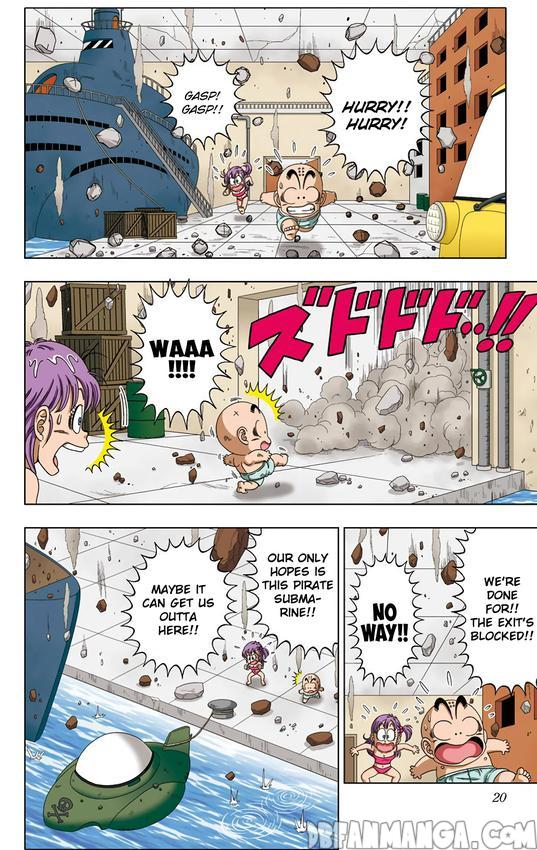 HURRY!!
HURRY!
GASP!
GASP!!
ズドドド‥!!
WAAA
!!!!
WE'RE
DONE
FOR!!
THE EXIT'S
BLOCKED!!
NO
WAY!!
OUR ONLY
HOPES IS
THIS PIRATE
SUBMA-
RINE!!
MAYBE IT
CAN GET US
OUTTA
HERE!!
20
DBFANMANGA.COM